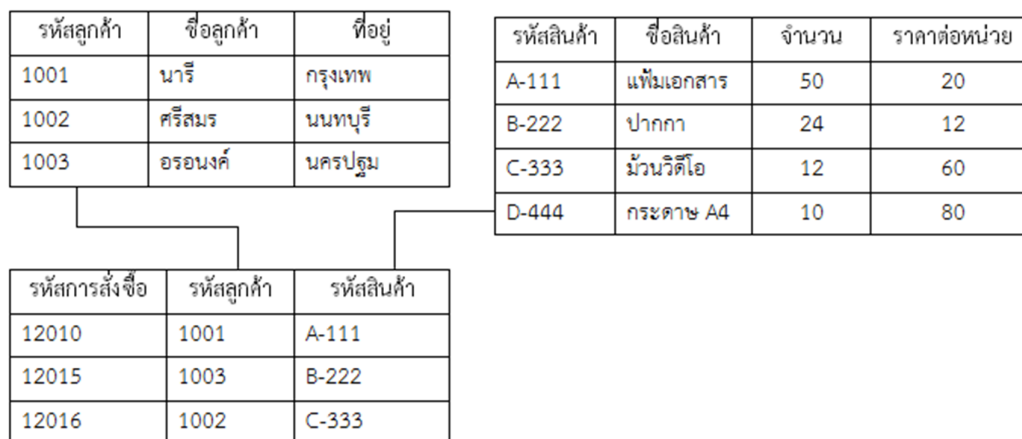 รหัสลูกค้า ชื่อลูกค้า ที่อยู่
1001 นารี กรุงเทพ
1002 ศรีสมร นนทบุรี
1003 อรอนงค์ นครปฐม
รหัสสินค้า ชื่อสินค้า จำนวน ราคาต่อหน่วย
A-111 แฟ้มเอกสาร 50 20
B-222 ปากกา 24 12
C-333 ม้วนวิดีโอ 12 60
D-444 กระดาษ A4 10 80
รหัสการสั่งซื้อ รหัสลูกค้า รหัสสินค้า
12010 1001 A-111
12015 1003 B-222
12016 1002 C-333